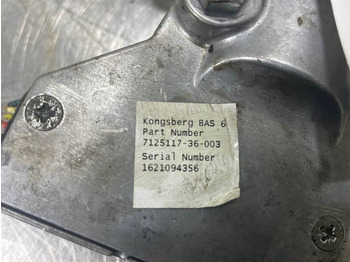 Kongsberg BAS 6
Part Number
7125117-36-003
Serial Number
1621094356